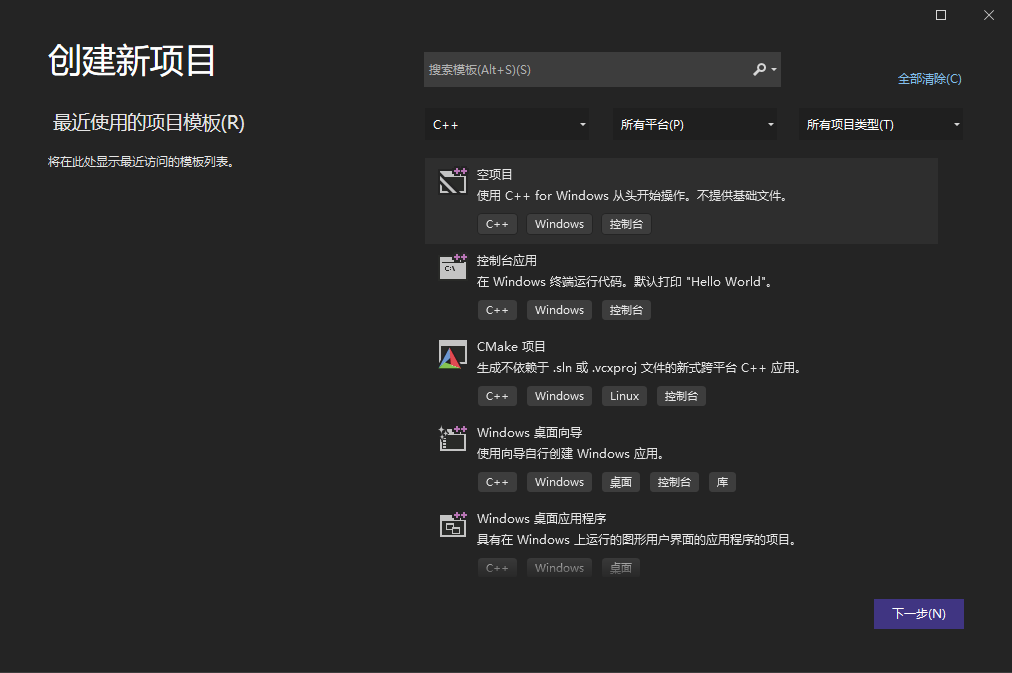 创建新项目
最近使用的项目模板(R)
将在此处显示最近访问的模板列表。
搜索模板(Alt+S)(S)
全部清除(C)
C++
所有平台(P)
所有项目类型(T)
空项目
使用 C++ for Windows 从头开始操作。不提供基础文件。
C++ Windows 控制台
C:\
控制台应用
在 Windows 终端运行代码。默认打印 "Hello World"。
C++ Windows 控制台
CMake 项目
生成不依赖于 .sln 或 .vcxproj 文件的新式跨平台 C++ 应用。
C++ Windows Linux 控制台
Windows 桌面向导
使用向导自行创建 Windows 应用。
C++ Windows 桌面 控制台 库
Windows 桌面应用程序
具有在 Windows 上运行的图形用户界面的应用程序的项目。
C++ Windows 桌面
下一步(N)